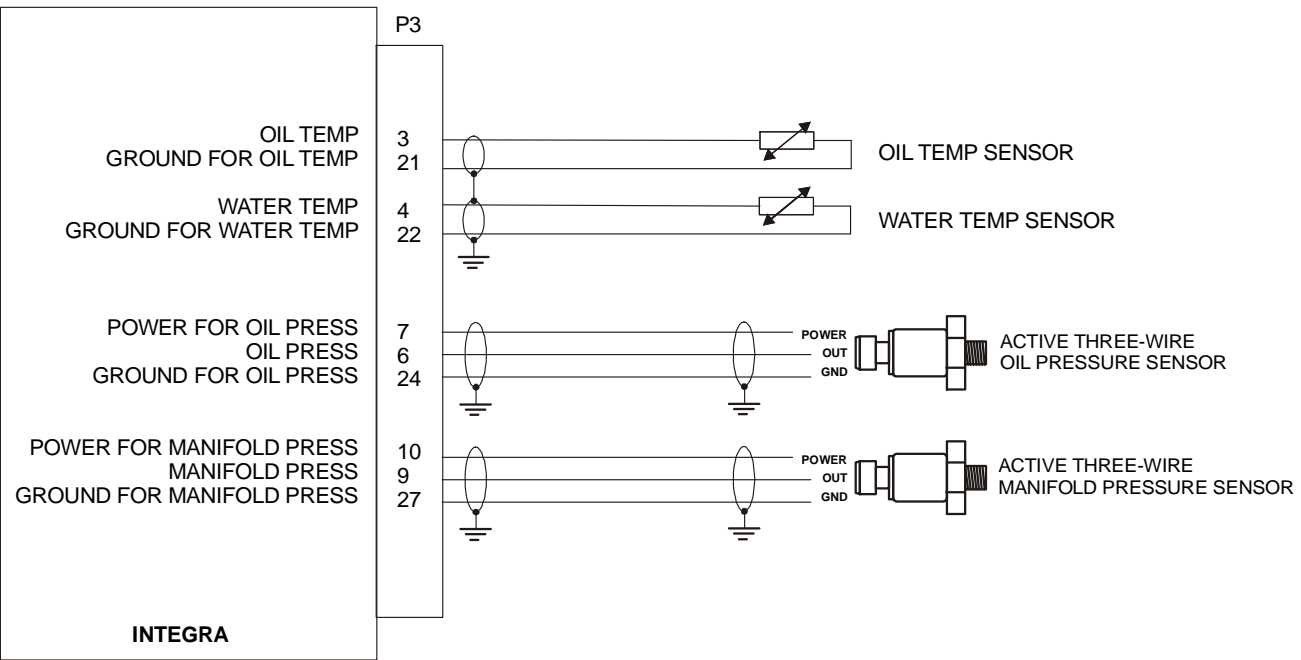 P3
OIL TEMP 3
GROUND FOR OIL TEMP 21
OIL TEMP SENSOR
WATER TEMP 4
GROUND FOR WATER TEMP 22
WATER TEMP SENSOR
POWER FOR OIL PRESS 7 POWER
OIL PRESS 6 OUT
GROUND FOR OIL PRESS 24 GND
ACTIVE THREE-WIRE
OIL PRESSURE SENSOR
POWER FOR MANIFOLD PRESS 10 POWER
MANIFOLD PRESS 9 OUT
GROUND FOR MANIFOLD PRESS 27 GND
ACTIVE THREE-WIRE
MANIFOLD PRESSURE SENSOR
INTEGRA